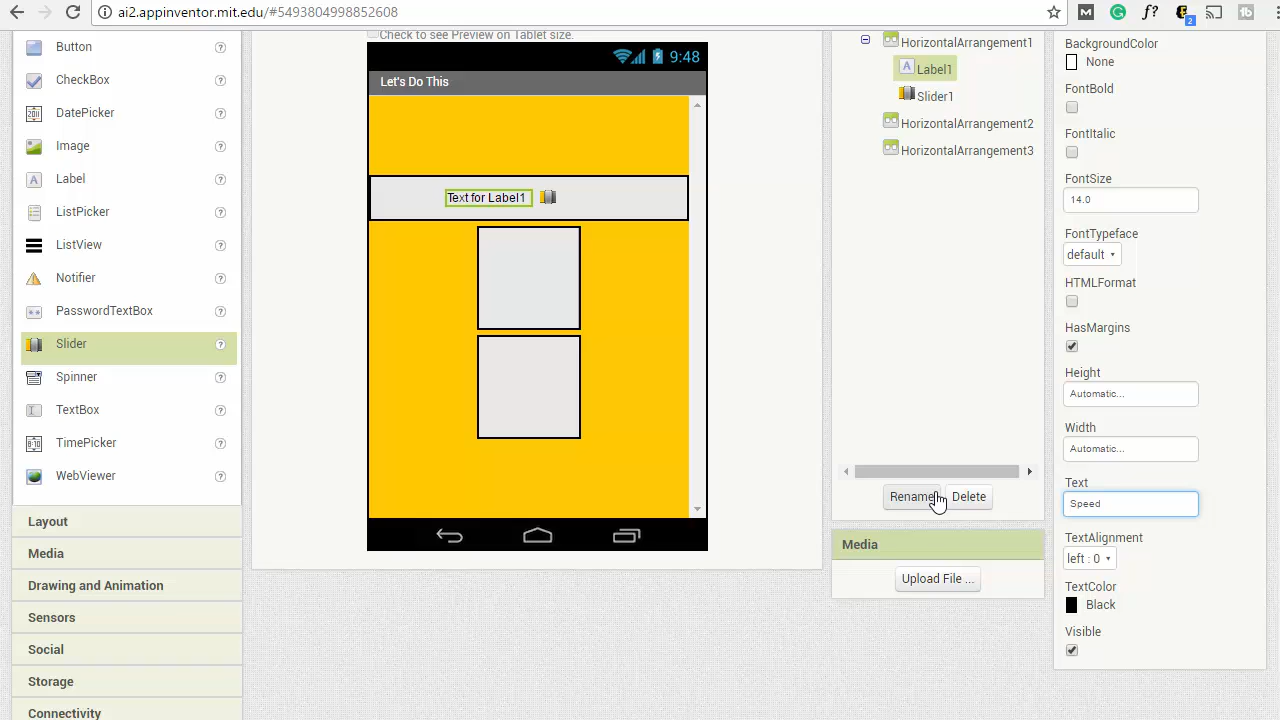 ai2.appinventor.mit.edu/#5493804998852608
M
f?
2
Button
CheckBox
DatePicker
Image
Label
ListPicker
ListView
Notifier
PasswordTextBox
Slider
Spinner
TextBox
TimePicker
WebViewer
Layout
Media
Drawing and Animation
Sensors
Social
Storage
Connectivity
Check to see Preview on Tablet size.
9:48
Let's Do This
Text for Label1
HorizontalArrangement1
Label1
Slider1
HorizontalArrangement2
HorizontalArrangement3
Rename
Delete
Media
Upload File ...
BackgroundColor
None
FontBold
FontItalic
FontSize
14.0
FontTypeface
default
HTMLFormat
HasMargins
Height
Automatic...
Width
Automatic...
Text
Speed
TextAlignment
left : 0
TextColor
Black
Visible